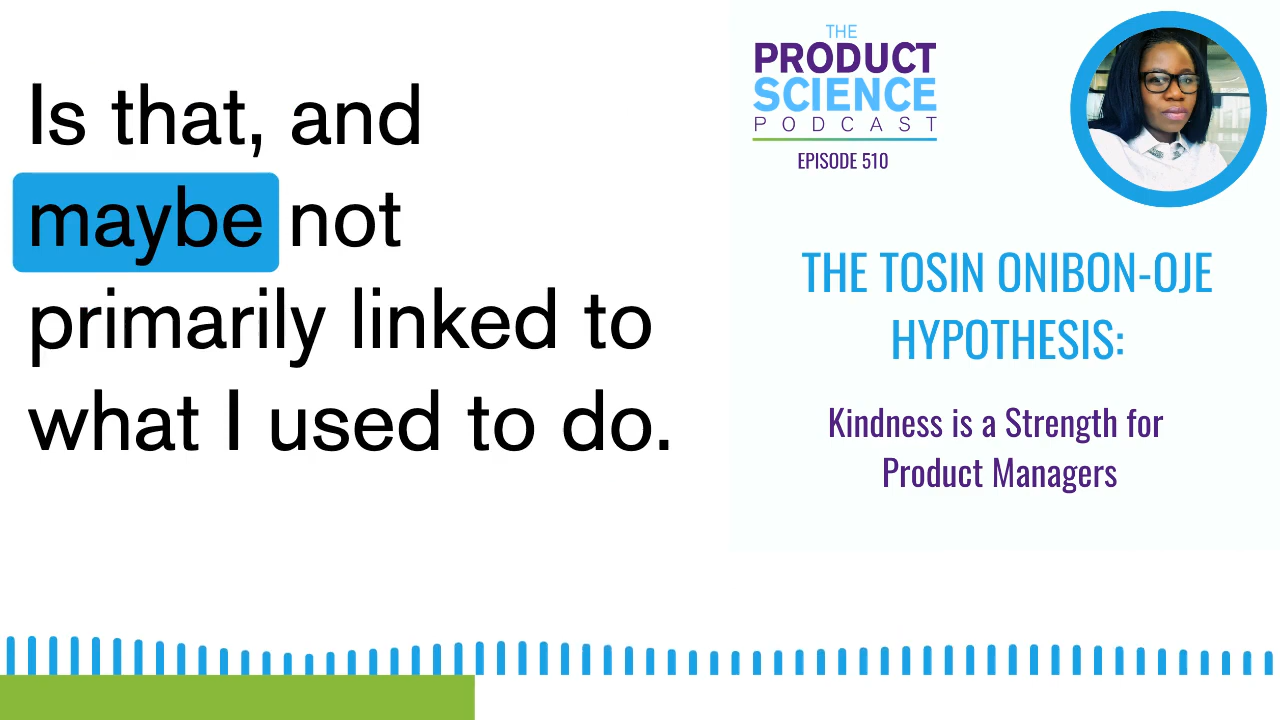 Is that, and
maybe not
primarily linked to
what I used to do.
THE
PRODUCT
SCIENCE
PODCAST
EPISODE 510
THE TOSIN ONIBON-OJE
HYPOTHESIS:
Kindness is a Strength for
Product Managers